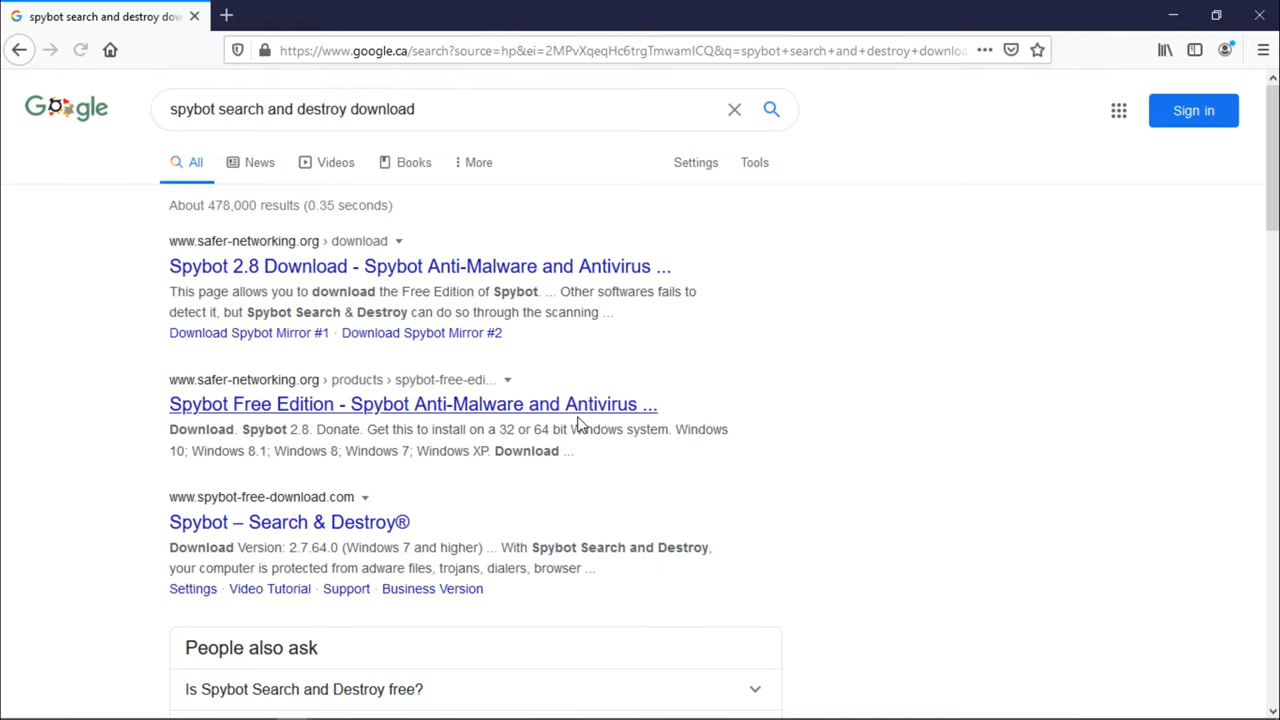 spybot search and destroy dow
https://www.google.ca/search?source=hp&ei=2MPvXqeqHc6trgTmwamICQ&q=spybot+search+and+destroy+downloa
Google
spybot search and destroy download
Sign in
All News Videos Books More Settings Tools
About 478,000 results (0.35 seconds)
www.safer-networking.org › download
Spybot 2.8 Download - Spybot Anti-Malware and Antivirus ...
This page allows you to download the Free Edition of Spybot. ... Other softwares fails to
detect it, but Spybot Search & Destroy can do so through the scanning ...
Download Spybot Mirror #1 · Download Spybot Mirror #2
www.safer-networking.org › products › spybot-free-edi...
Spybot Free Edition - Spybot Anti-Malware and Antivirus ...
Download. Spybot 2.8. Donate. Get this to install on a 32 or 64 bit Windows system. Windows
10; Windows 8.1; Windows 8; Windows 7; Windows XP. Download ...
www.spybot-free-download.com
Spybot – Search & Destroy®
Download Version: 2.7.64.0 (Windows 7 and higher) ... With Spybot Search and Destroy,
your computer is protected from adware files, trojans, dialers, browser ...
Settings · Video Tutorial · Support · Business Version
People also ask
Is Spybot Search and Destroy free?